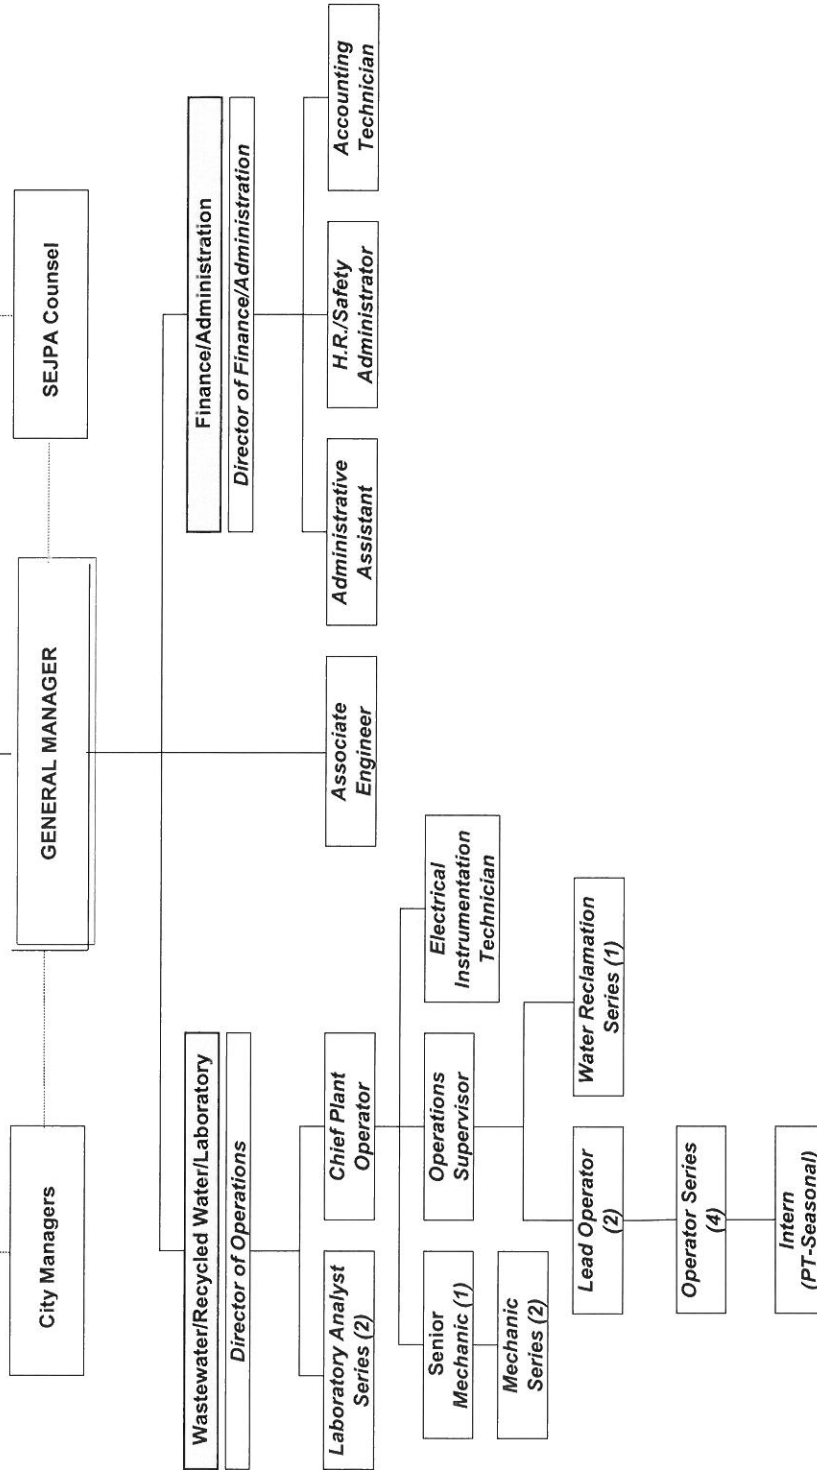 City Managers
GENERAL MANAGER
SEJPA Counsel
Wastewater/Recycled Water/Laboratory
Director of Operations
Finance/Administration
Director of Finance/Administration
Laboratory Analyst
Series (2)
Chief Plant
Operator
Associate
Engineer
Administrative
Assistant
H.R./Safety
Administrator
Accounting
Technician
Senior
Mechanic (1)
Operations
Supervisor
Electrical
Instrumentation
Technician
Mechanic
Series (2)
Lead Operator
(2)
Water Reclamation
Series (1)
Operator Series
(4)
Intern
(PT-Seasonal)